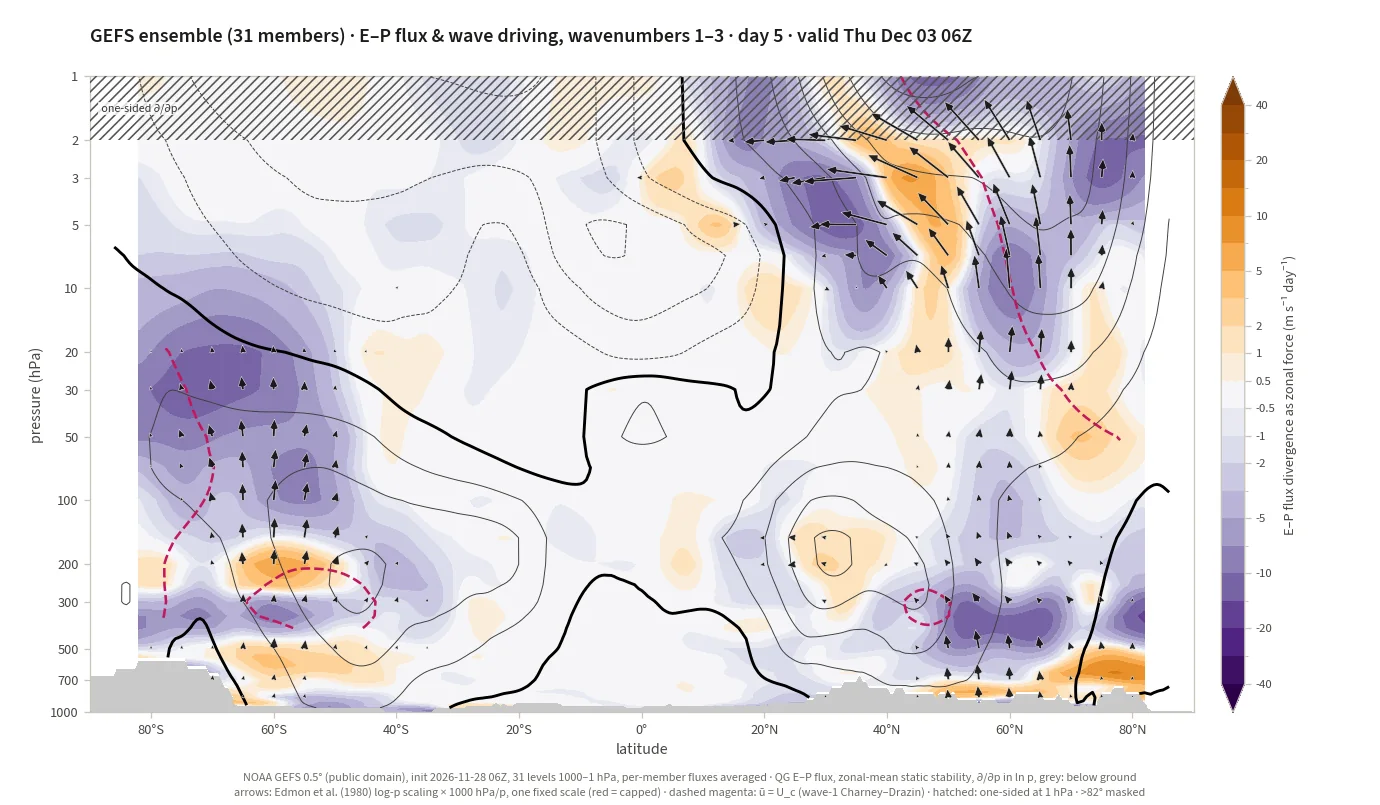 GEFS ensemble (31 members) · E–P flux & wave driving, wavenumbers 1–3 · day 5 · valid Thu Dec 03 06Z
one-sided ∂/∂p
1
2
3
5
10
20
30
50
100
200
300
500
700
1000
pressure (hPa)
80°S
60°S
40°S
20°S
0°
20°N
40°N
60°N
80°N
latitude
40
20
10
5
2
1
0.5
-0.5
-1
-2
-5
-10
-20
-40
E–P flux divergence as zonal force (m s⁻¹ day⁻¹)
NOAA GEFS 0.5° (public domain), init 2026-11-28 06Z, 31 levels 1000–1 hPa, per-member fluxes averaged · QG E–P flux, zonal-mean static stability, ∂/∂p in ln p, grey: below ground
arrows: Edmon et al. (1980) log-p scaling × 1000 hPa/p, one fixed scale (red = capped) · dashed magenta: ū = U_c (wave-1 Charney–Drazin) · hatched: one-sided at 1 hPa · >82° masked